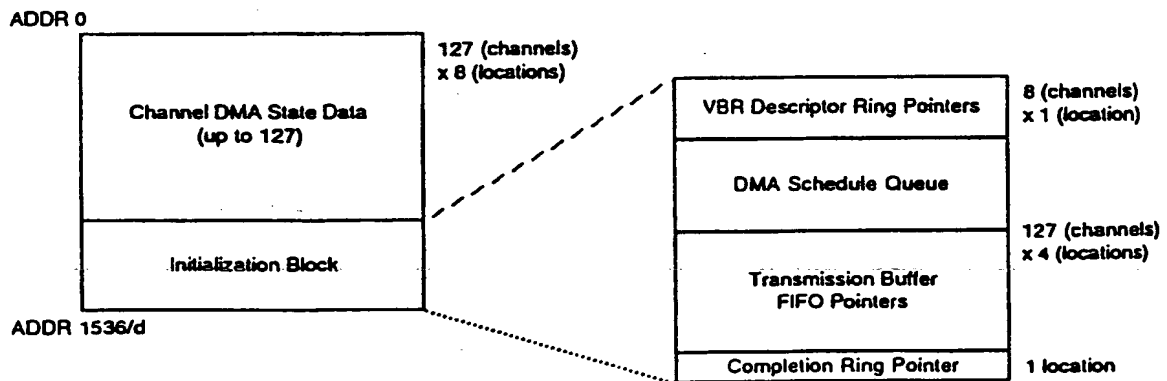 ADDR 0
127 (channels)
x 8 (locations)
Channel DMA State Data
(up to 127)
Initialization Block
ADDR 1536/d
VBR Descriptor Ring Pointers
8 (channels)
x 1 (location)
DMA Schedule Queue
127 (channels)
x 4 (locations)
Transmission Buffer
FIFO Pointers
Completion Ring Pointer
1 location